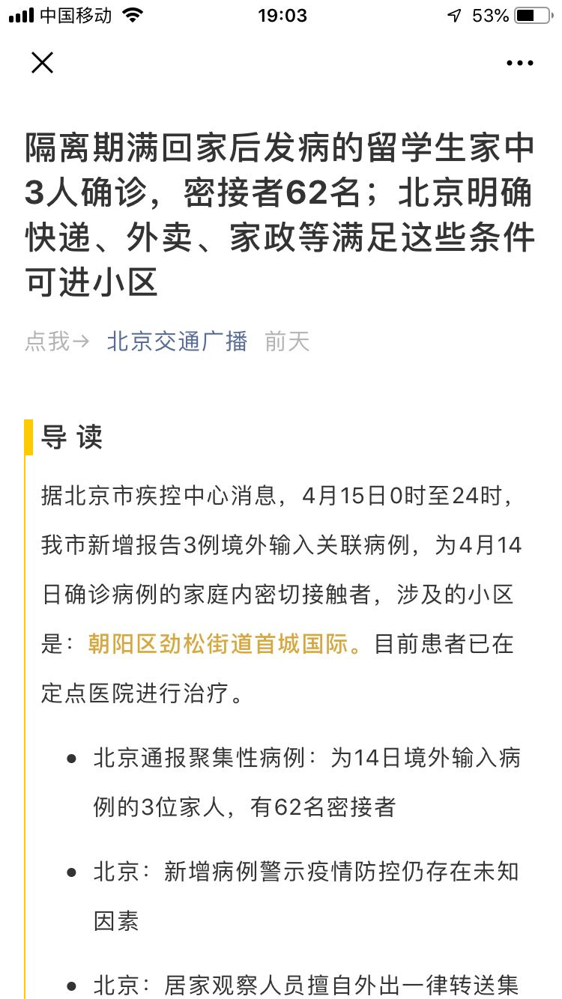 中国移动 19:03 53%
隔离期满回家后发病的留学生家中
3人确诊，密接者62名；北京明确
快递、外卖、家政等满足这些条件
可进小区
点我→ 北京交通广播 前天
导 读
据北京市疾控中心消息，4月15日0时至24时，
我市新增报告3例境外输入关联病例，为4月14
日确诊病例的家庭内密切接触者，涉及的小区
是：朝阳区劲松街道首城国际。目前患者已在
定点医院进行治疗。
● 北京通报聚集性病例：为14日境外输入病
例的3位家人，有62名密接者
● 北京：新增病例警示疫情防控仍存在未知
因素
● 北京：居家观察人员擅自外出一律转送集